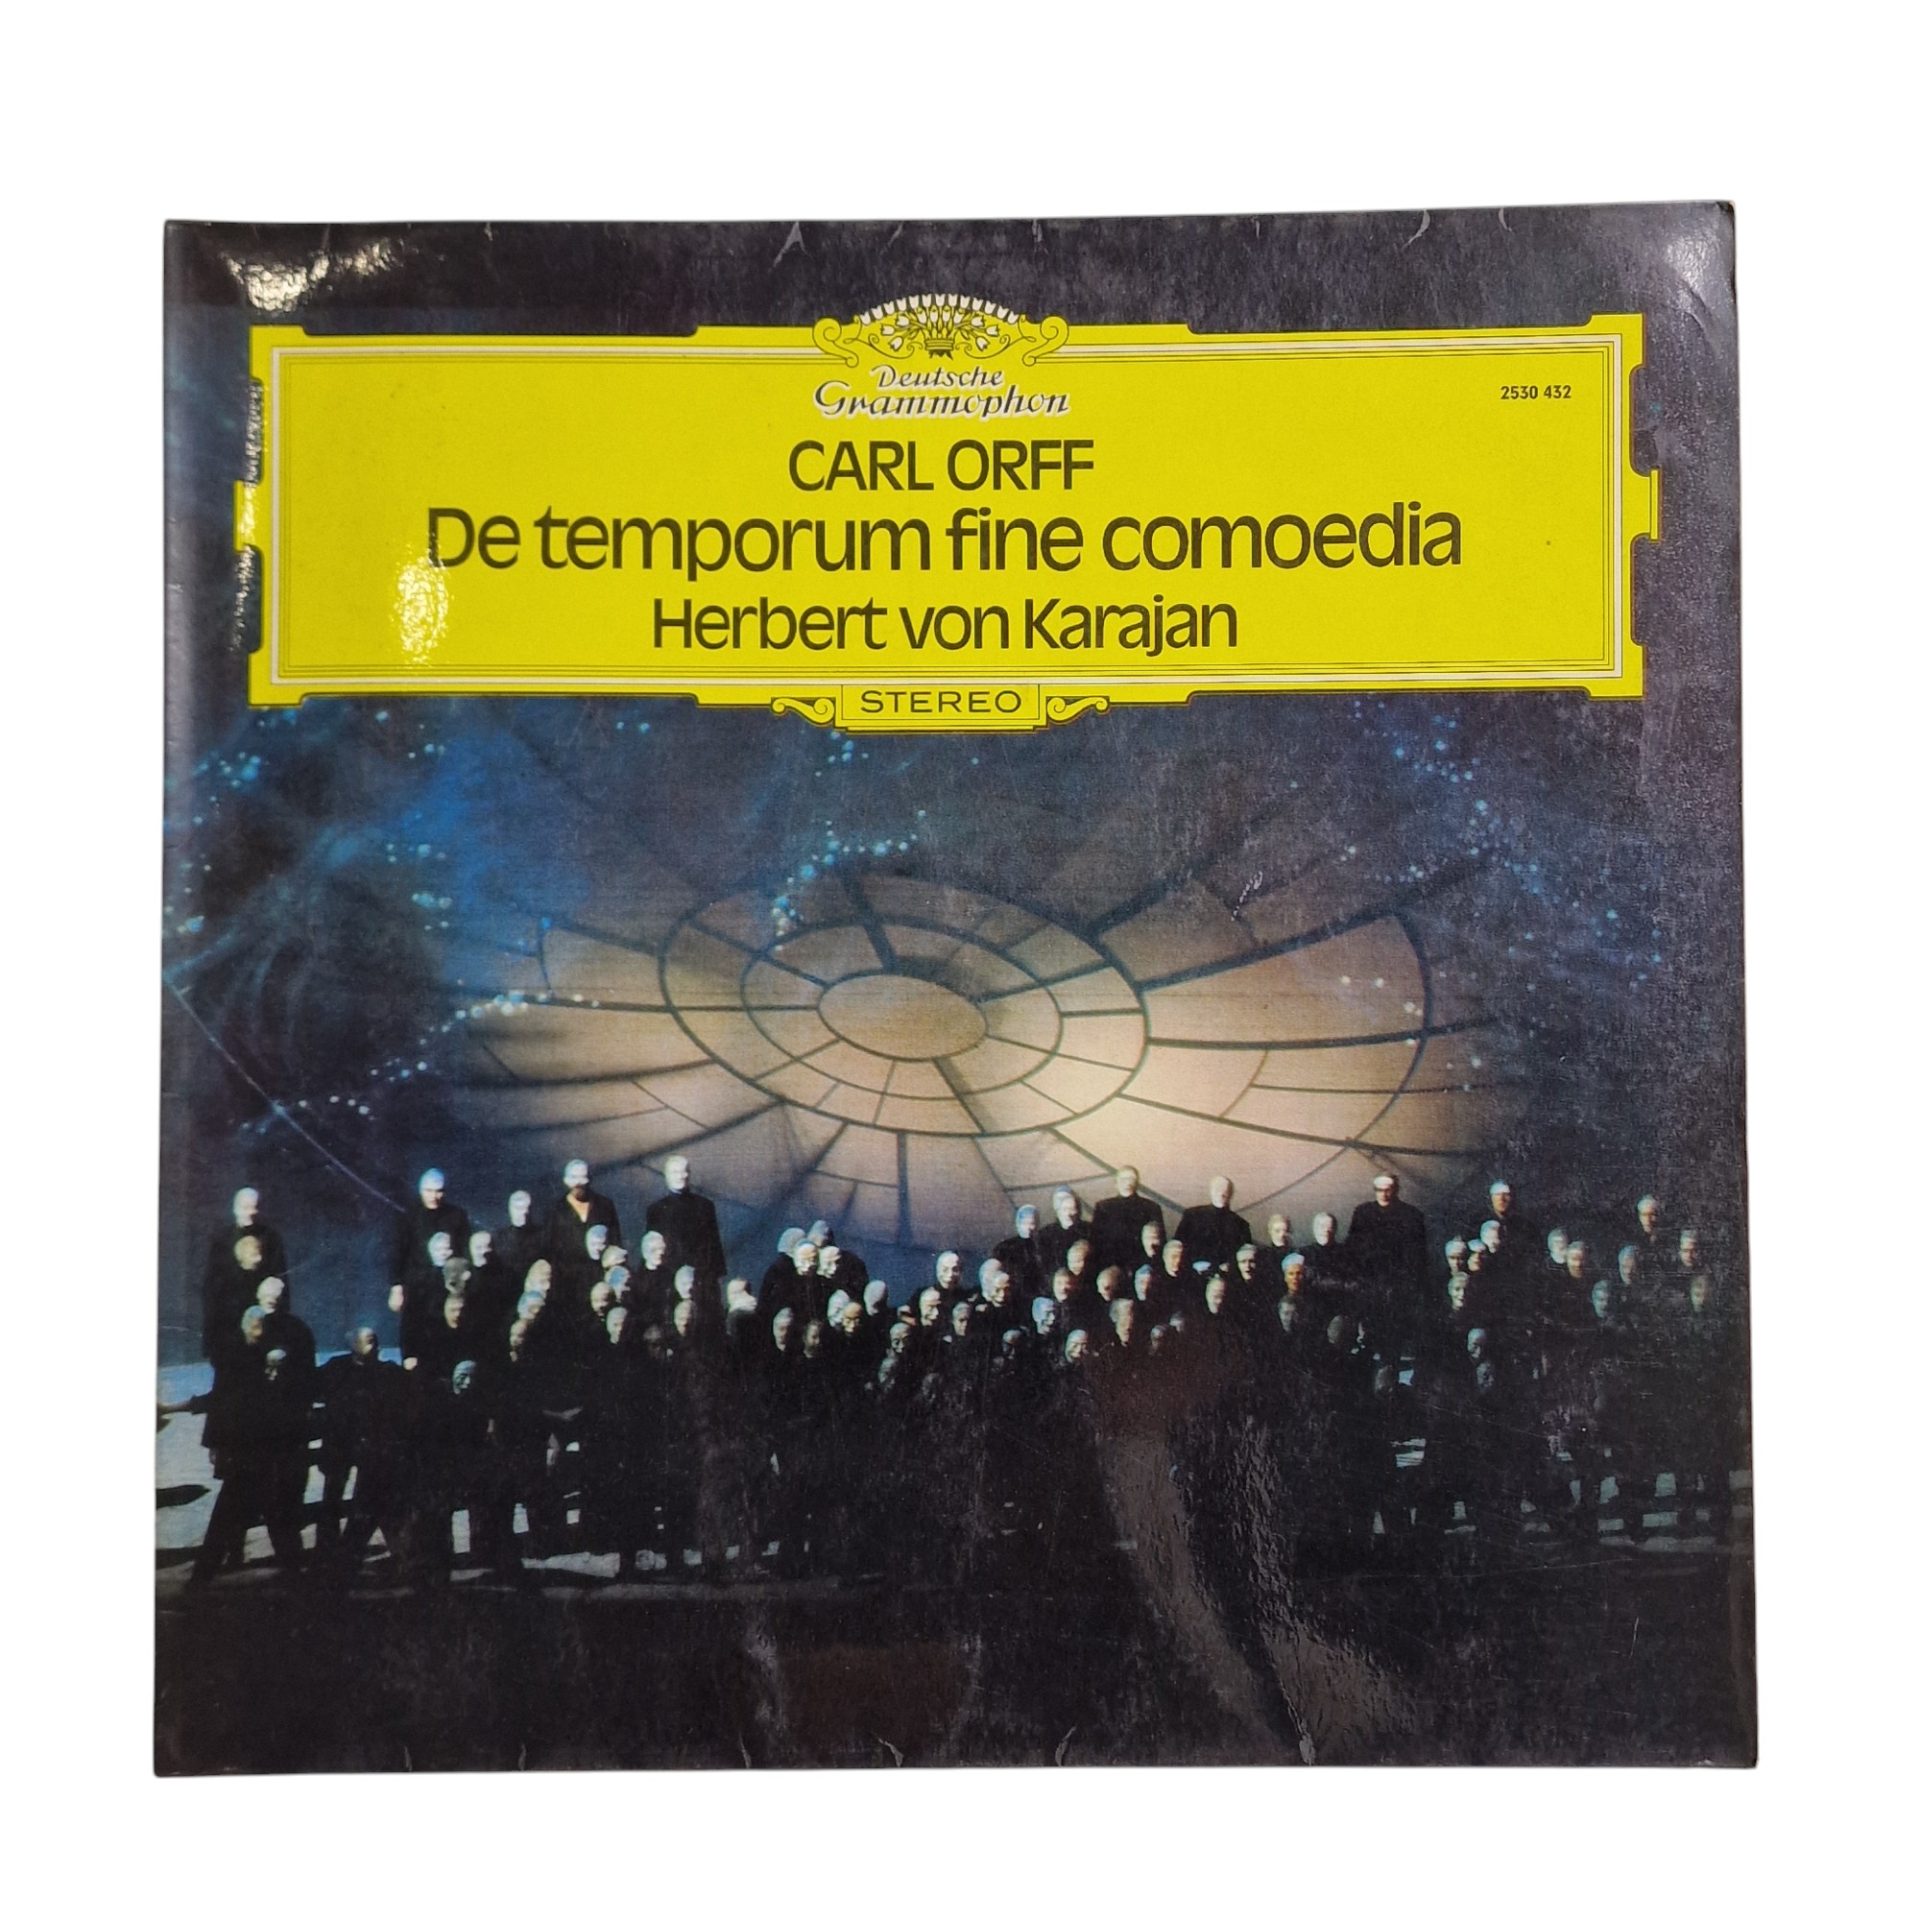 Deutsche
Grammophon
2530 432
CARL ORFF
De temporum fine comoedia
Herbert von Karajan
STEREO